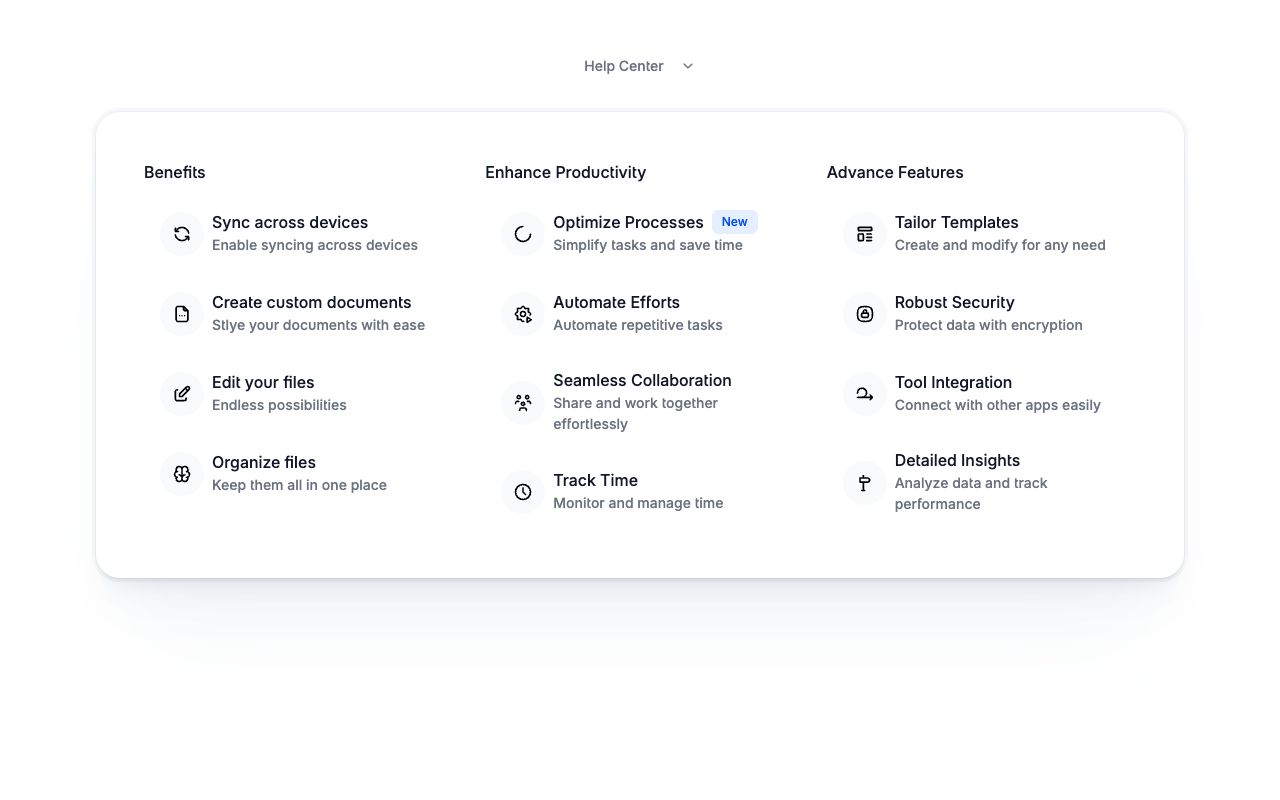 Help Center
Benefits
Sync across devices
Enable syncing across devices
Create custom documents
Stlye your documents with ease
Edit your files
Endless possibilities
Organize files
Keep them all in one place
Enhance Productivity
Optimize Processes New
Simplify tasks and save time
Automate Efforts
Automate repetitive tasks
Seamless Collaboration
Share and work together
effortlessly
Track Time
Monitor and manage time
Advance Features
Tailor Templates
Create and modify for any need
Robust Security
Protect data with encryption
Tool Integration
Connect with other apps easily
Detailed Insights
Analyze data and track
performance